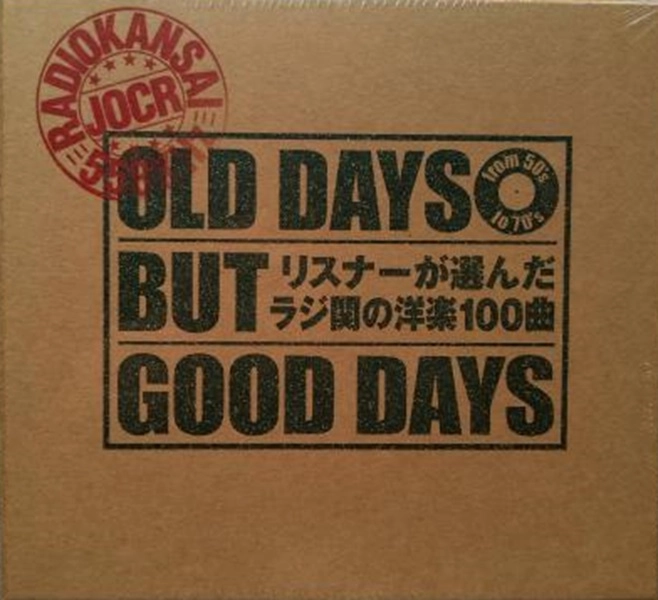 RADIOKANSAI
JOCR
OLD DAYS
from 50's
to 70's
BUT
リスナーが選んだ
ラジ関の洋楽100曲
GOOD DAYS